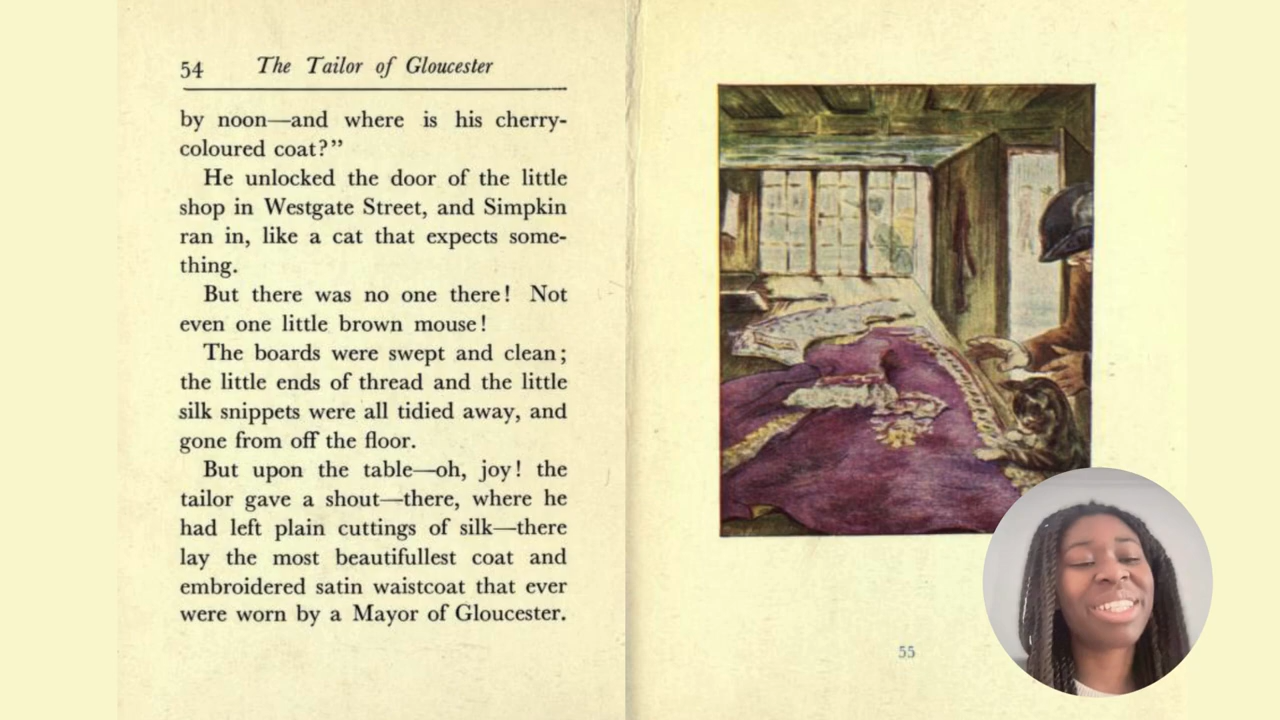 54 The Tailor of Gloucester
by noon—and where is his cherry-
coloured coat?”
He unlocked the door of the little
shop in Westgate Street, and Simpkin
ran in, like a cat that expects some-
thing.
But there was no one there! Not
even one little brown mouse!
The boards were swept and clean;
the little ends of thread and the little
silk snippets were all tidied away, and
gone from off the floor.
But upon the table—oh, joy! the
tailor gave a shout—there, where he
had left plain cuttings of silk—there
lay the most beautifullest coat and
embroidered satin waistcoat that ever
were worn by a Mayor of Gloucester.
55